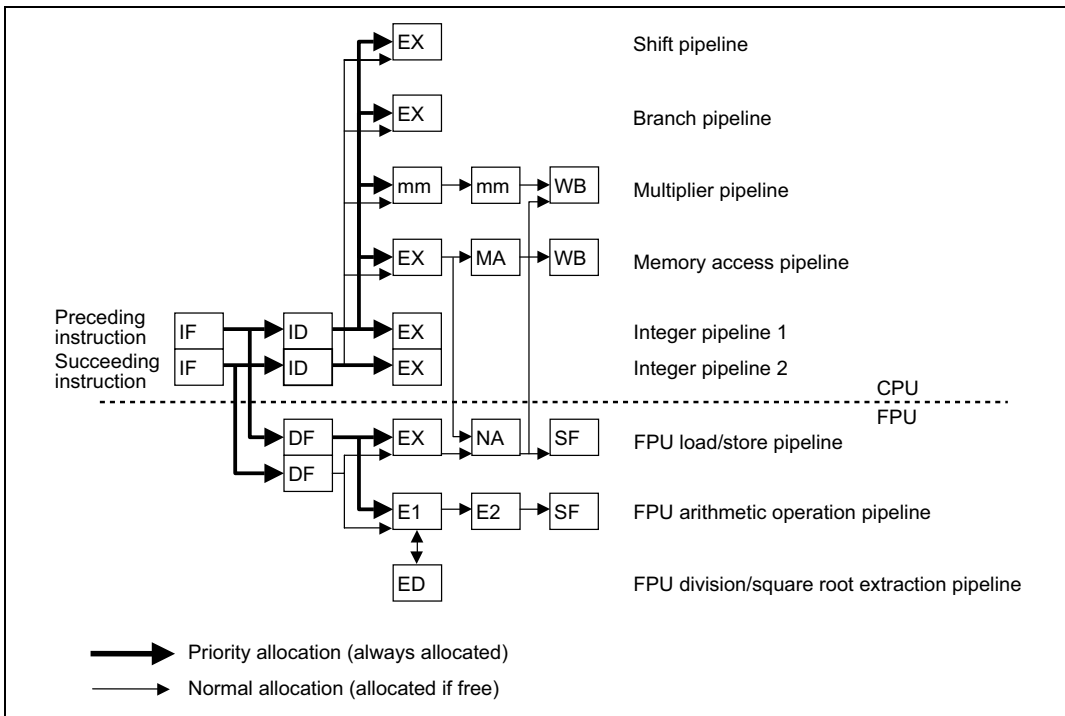 EX Shift pipeline
EX Branch pipeline
mm mm WB Multiplier pipeline
EX MA WB Memory access pipeline
Preceding
instruction IF ID EX Integer pipeline 1
Succeeding
instruction IF ID EX Integer pipeline 2
CPU
FPU
DF EX NA SF FPU load/store pipeline
DF
E1 E2 SF FPU arithmetic operation pipeline
ED FPU division/square root extraction pipeline
Priority allocation (always allocated)
Normal allocation (allocated if free)